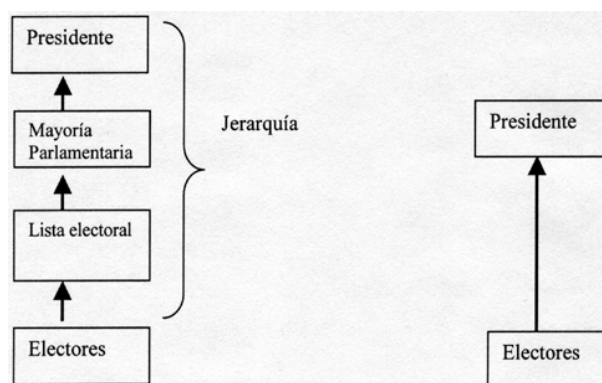 Presidente
Mayoría
Parlamentaria
Lista electoral
Electores
Jerarquía
Presidente
Electores